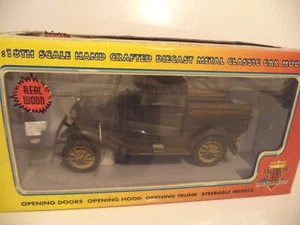 :18TH SCALE HAND CRAFTED DIECAST METAL CLASSIC CAR MOD
REAL
WOOD
OPENING DOORS OPENING HOOD OPENING TRUNK STEERABLE WHEELS